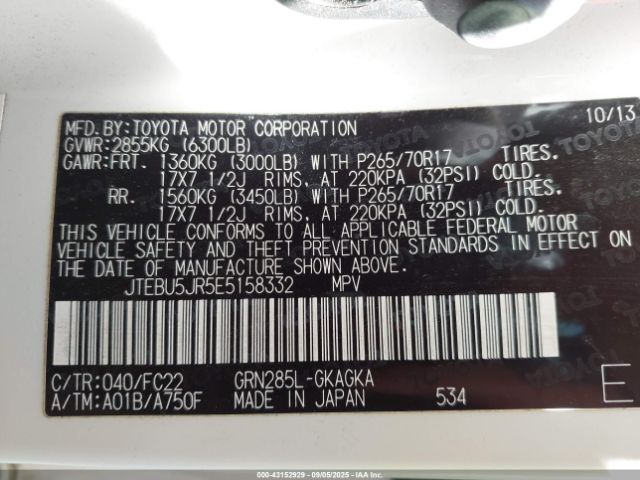 10/13
MFD.BY:TOYOTA MOTOR CORPORATION
GVWR:2855KG (6300LB)
GAWR:FRT. 1360KG (3000LB) WITH P265/70R17 TIRES.
17X7 1/2J RIMS, AT 220KPA (32PSI) COLD.
RR. 1560KG (3450LB) WITH P265/70R17 TIRES.
17X7 1/2J RIMS, AT 220KPA (32PSI) COLD.
THIS VEHICLE CONFORMS TO ALL APPLICABLE FEDERAL MOTOR
VEHICLE SAFETY AND THEFT PREVENTION STANDARDS IN EFFECT ON
THE DATE OF MANUFACTURE SHOWN ABOVE.
JTEBU5JR5E5158332 MPV
C/TR:040/FC22 GRN285L-GKAGKA
A/TM:A01B/A750F MADE IN JAPAN 534 E
000-43152929 - 09/05/2025 - IAAI.COM